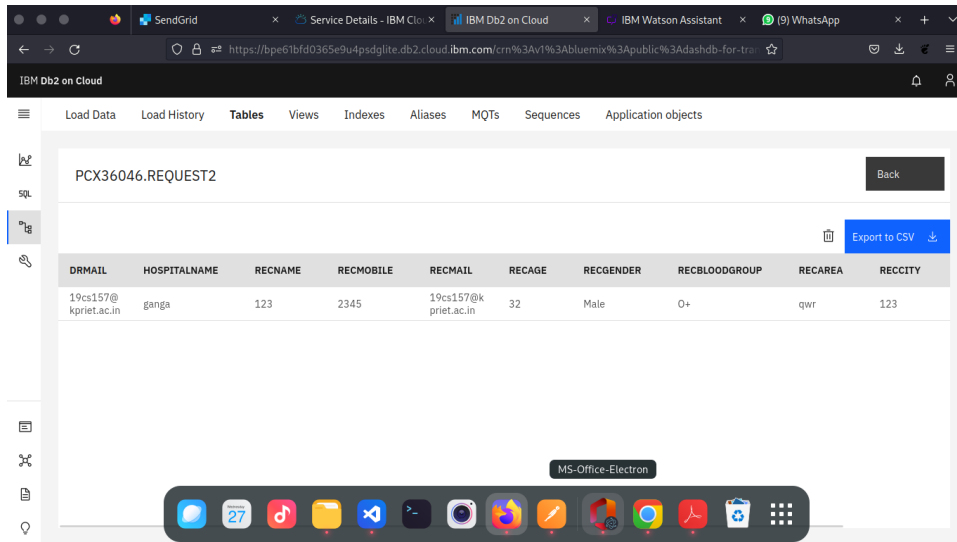 SendGrid × Service Details - IBM Clou × IBM Db2 on Cloud × IBM Watson Assistant × (9) WhatsApp ×
https://bpe61bfd0365e9u4psdglite.db2.cloud.ibm.com/crn%3Av1%3Abluemix%3Apublic%3Adashdb-for-tran
IBM Db2 on Cloud
Load Data Load History Tables Views Indexes Aliases MQTs Sequences Application objects
PCX36046.REQUEST2
Back
SQL
Export to CSV
DRMAIL HOSPITALNAME RECNAME RECMOBILE RECMAIL RECAGE RECGENDER RECBLOODGROUP RECAREA RECCITY
19cs157@ kpriet.ac.in ganga 123 2345 19cs157@k priet.ac.in 32 Male O+ qwr 123
MS-Office-Electron
27